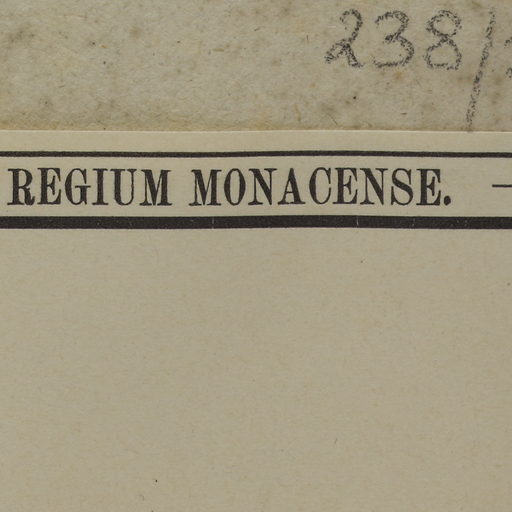 238/
REGIUM MONACENSE. —